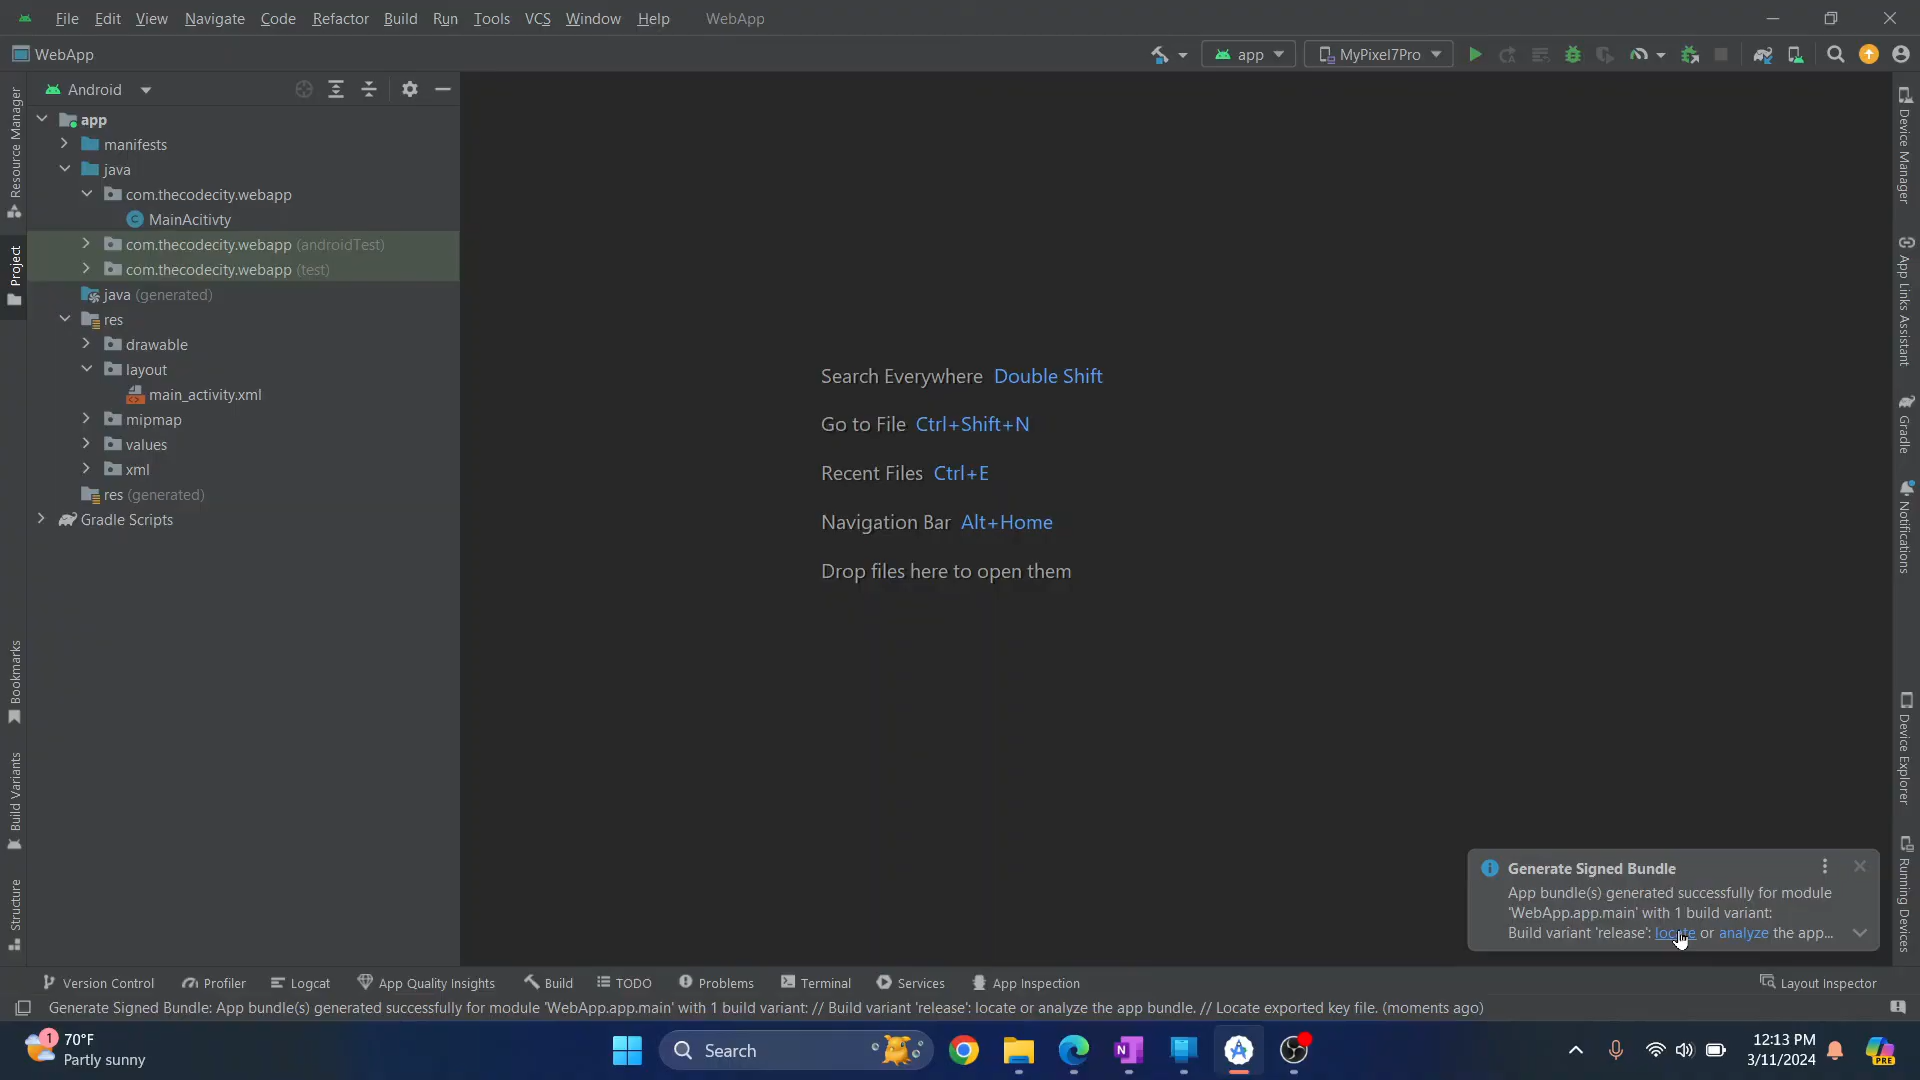 File Edit View Navigate Code Refactor Build Run Tools VCS Window Help WebApp
WebApp
app
MyPixel7Pro
Android
app
manifests
java
com.thecodecity.webapp
MainAcitivty
com.thecodecity.webapp (androidTest)
com.thecodecity.webapp (test)
java (generated)
res
drawable
layout
main_activity.xml
mipmap
values
xml
res (generated)
Gradle Scripts
Resource Manager
Project
Bookmarks
Build Variants
Structure
Search Everywhere Double Shift
Go to File Ctrl+Shift+N
Recent Files Ctrl+E
Navigation Bar Alt+Home
Drop files here to open them
Device Manager
App Links Assistant
Gradle
Notifications
Device Explorer
Running Devices
Generate Signed Bundle
App bundle(s) generated successfully for module
'WebApp.app.main' with 1 build variant:
Build variant 'release': locate or analyze the app...
Version Control Profiler Logcat App Quality Insights Build TODO Problems Terminal Services App Inspection Layout Inspector
Generate Signed Bundle: App bundle(s) generated successfully for module 'WebApp.app.main' with 1 build variant: // Build variant 'release': locate or analyze the app bundle. // Locate exported key file. (moments ago)
1
70°F
Partly sunny
Search
N
12:13 PM
3/11/2024
PRE